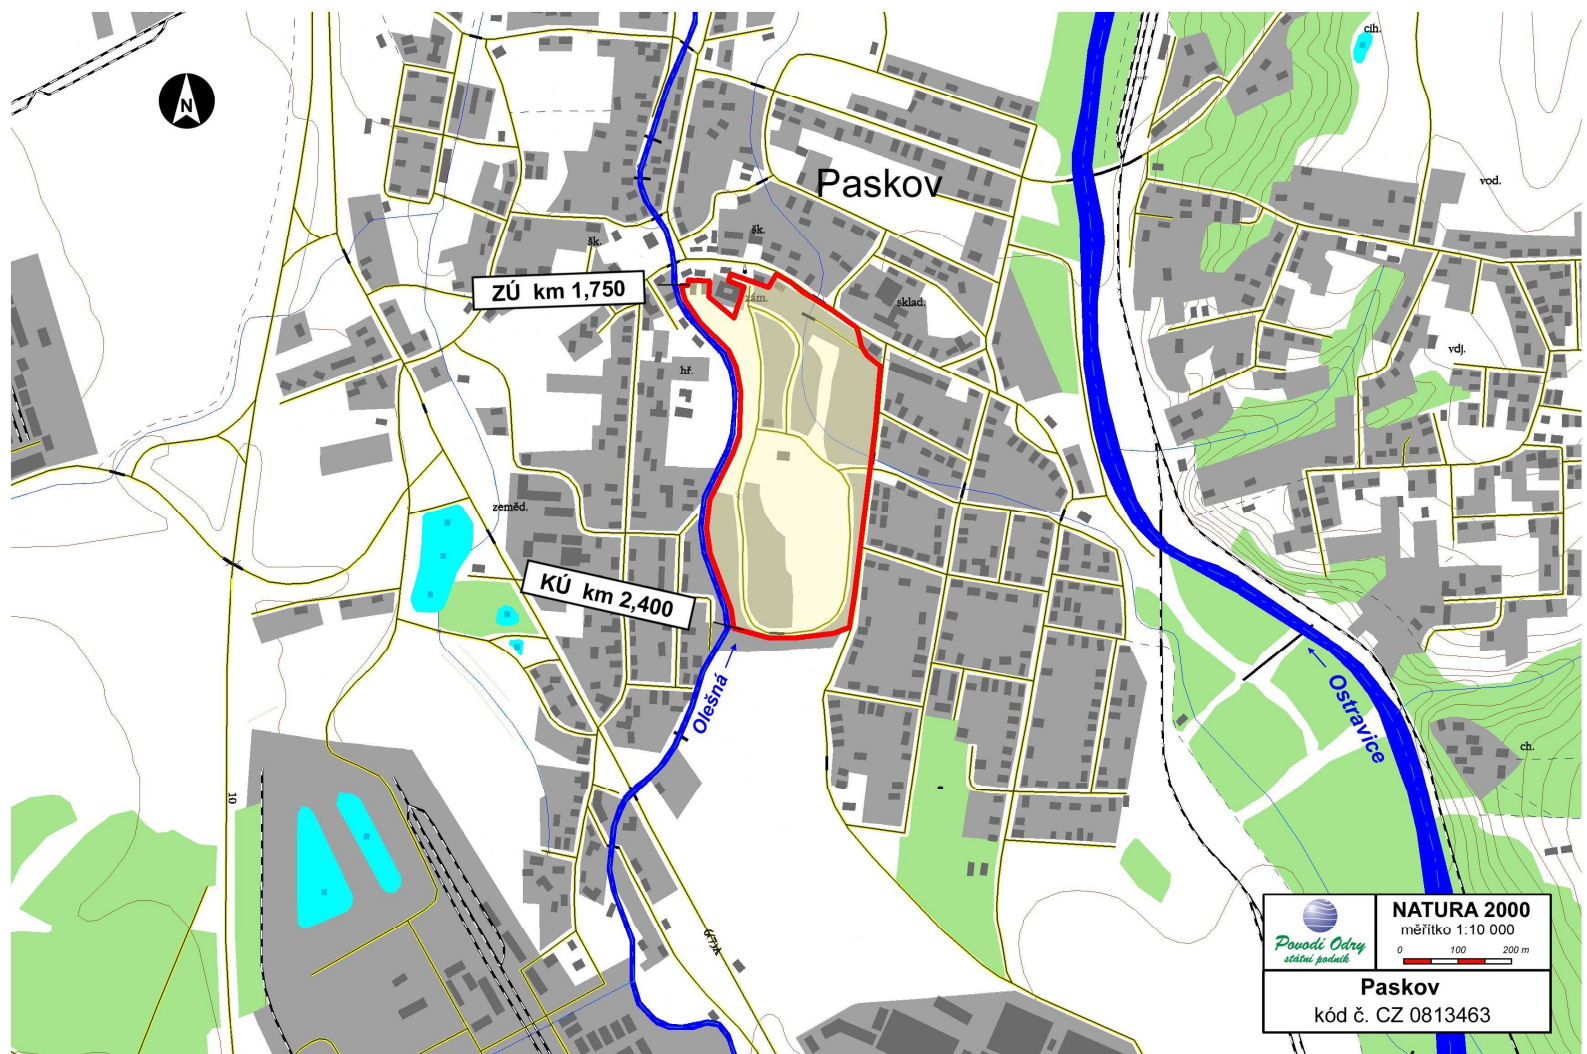 cih.
N
Paskov
vod.
šk.
šk.
ZÚ km 1,750
zám.
sklad.
vdj.
hř.
zeměd.
KÚ km 2,400
Olešná
Ostravice
ch.
10
NATURA 2000
měřítko 1:10 000
0 100 200 m
Povodí Odry
státní podnik
Paskov
kód č. CZ 0813463